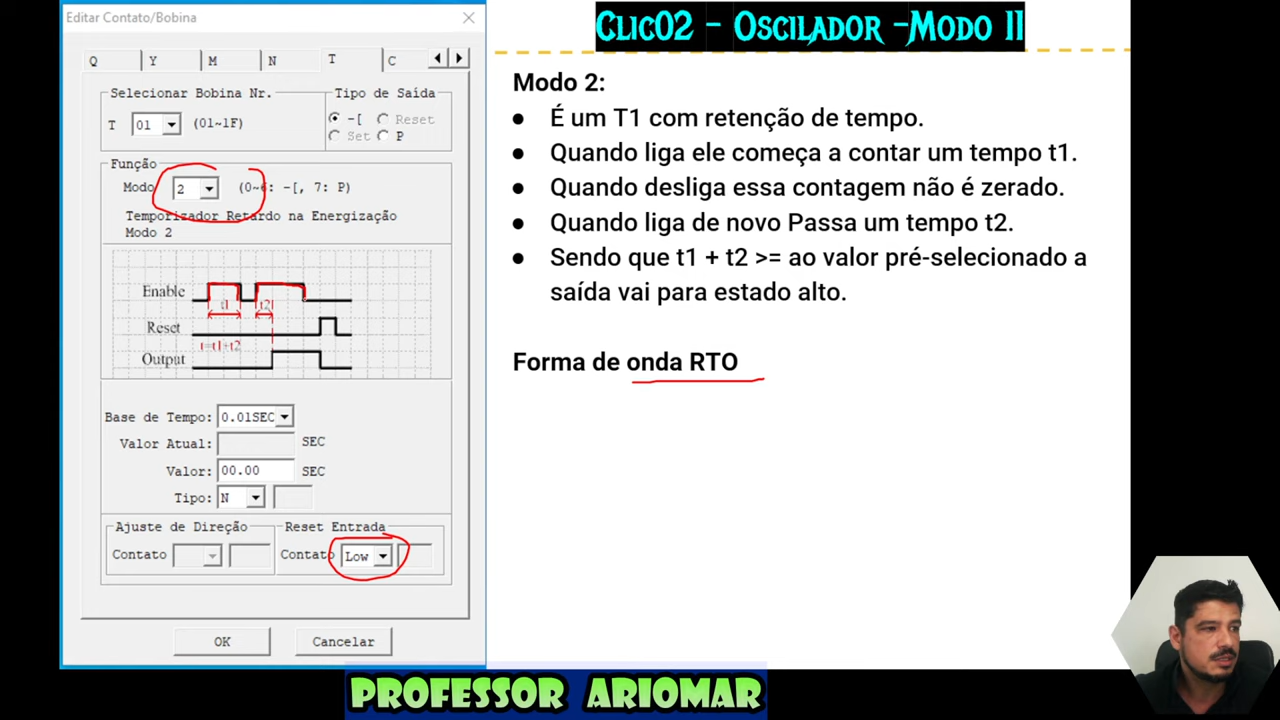 Editar Contato/Bobina
Q Y M N T C
Selecionar Bobina Nr.
T 01 (01~1F)
Tipo de Saída
-[ Reset
Set P
Função
Modo 2 (0~6: -[, 7: P)
Temporizador Retardo na Energização
Modo 2
Enable
t1 t2
Reset
t=t1+t2
Output
Base de Tempo: 0.01SEC
Valor Atual: SEC
Valor: 00.00 SEC
Tipo: N
Ajuste de Direção
Contato
Reset Entrada
Contato Low
OK Cancelar
Clic02 - Oscilador -Modo II
Modo 2:
● É um T1 com retenção de tempo.
● Quando liga ele começa a contar um tempo t1.
● Quando desliga essa contagem não é zerado.
● Quando liga de novo Passa um tempo t2.
● Sendo que t1 + t2 >= ao valor pré-selecionado a
saída vai para estado alto.
Forma de onda RTO
PROFESSOR ARIOMAR